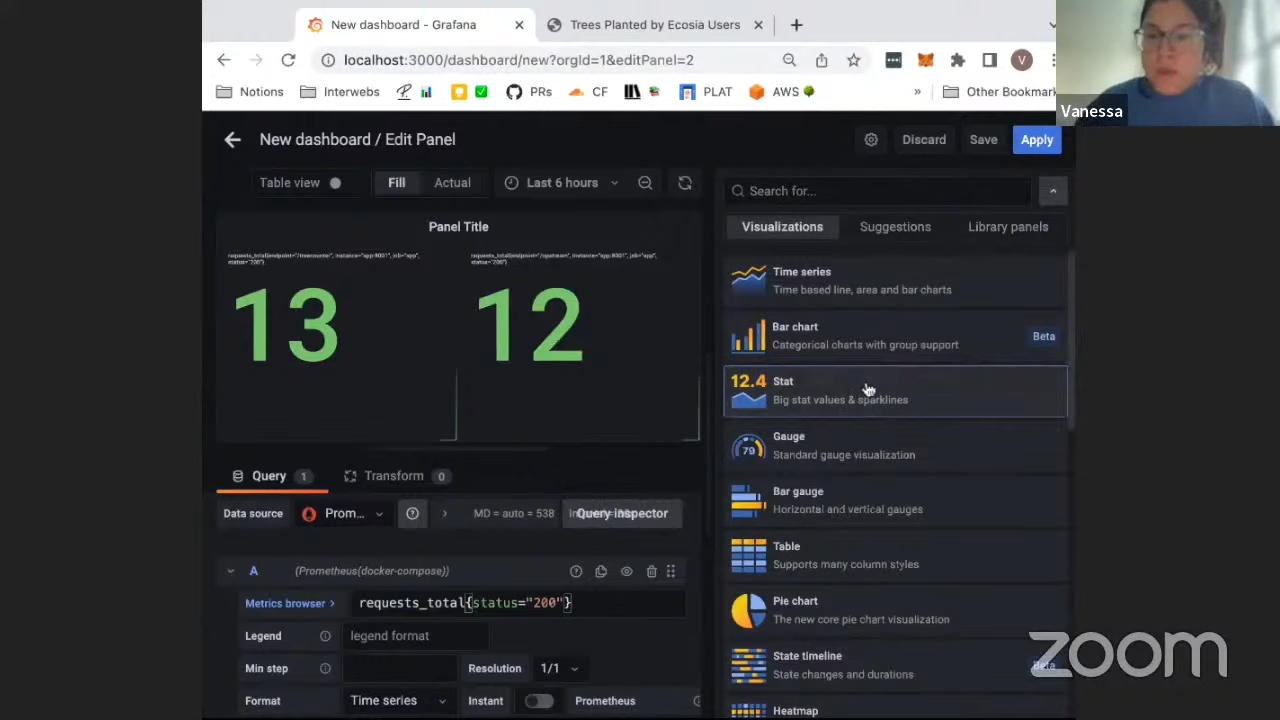 New dashboard - Grafana
Trees Planted by Ecosia Users
localhost:3000/dashboard/new?orgId=1&editPanel=2
Notions
Interwebs
PRs
CF
PLAT
AWS
»
Other Bookmark
Vanessa
New dashboard / Edit Panel
Discard
Save
Apply
Table view
Fill
Actual
Last 6 hours
Search for...
Panel Title
Visualizations
Suggestions
Library panels
status="200"}
status="200"}
13
12
Time series
Time based line, area and bar charts
Bar chart
Categorical charts with group support
Beta
12.4
Stat
Big stat values & sparklines
79
Gauge
Standard gauge visualization
Bar gauge
Horizontal and vertical gauges
Table
Supports many column styles
Pie chart
The new core pie chart visualization
State timeline
State changes and durations
Beta
Heatmap
Query 1
Transform 0
Data source
Prom...
MD = auto = 538
Query inspector
A
(Prometheus(docker-compose))
Metrics browser >
requests_total{status="200"}
Legend
legend format
Min step
Resolution
1/1
Format
Time series
Instant
Prometheus
zoom